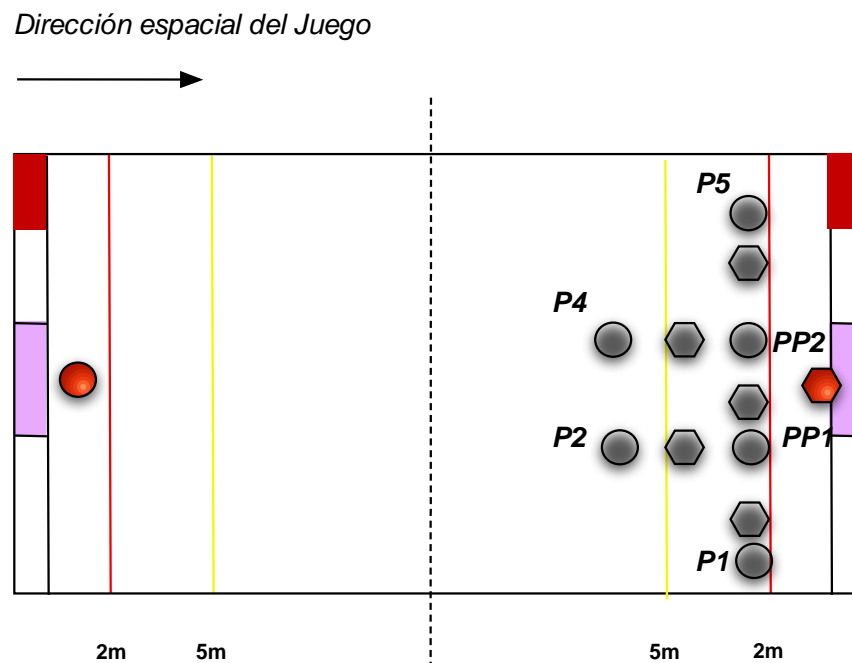 Dirección espacial del Juego
P5
P4
PP2
P2
PP1
P1
2m 5m 5m 2m